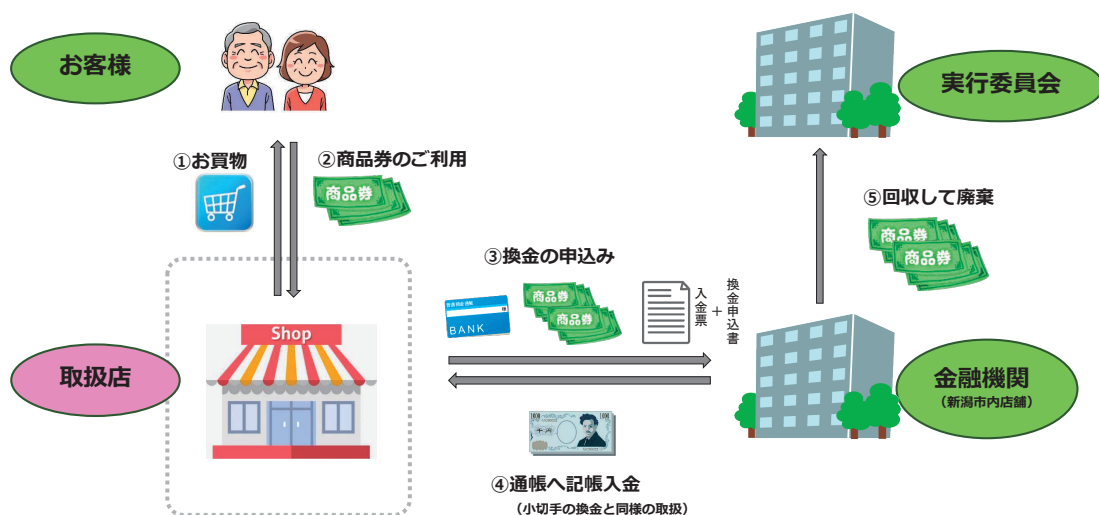 お客様
実行委員会
①お買物
②商品券のご利用
商品券
⑤回収して廃棄
商品券
商品券
③換金の申込み
BANK
商品券
商品券
入金票
+
換金申込書
Shop
取扱店
金融機関
（新潟市内店舗）
1000
1000
千円
④通帳へ記帳入金
（小切手の換金と同様の取扱）